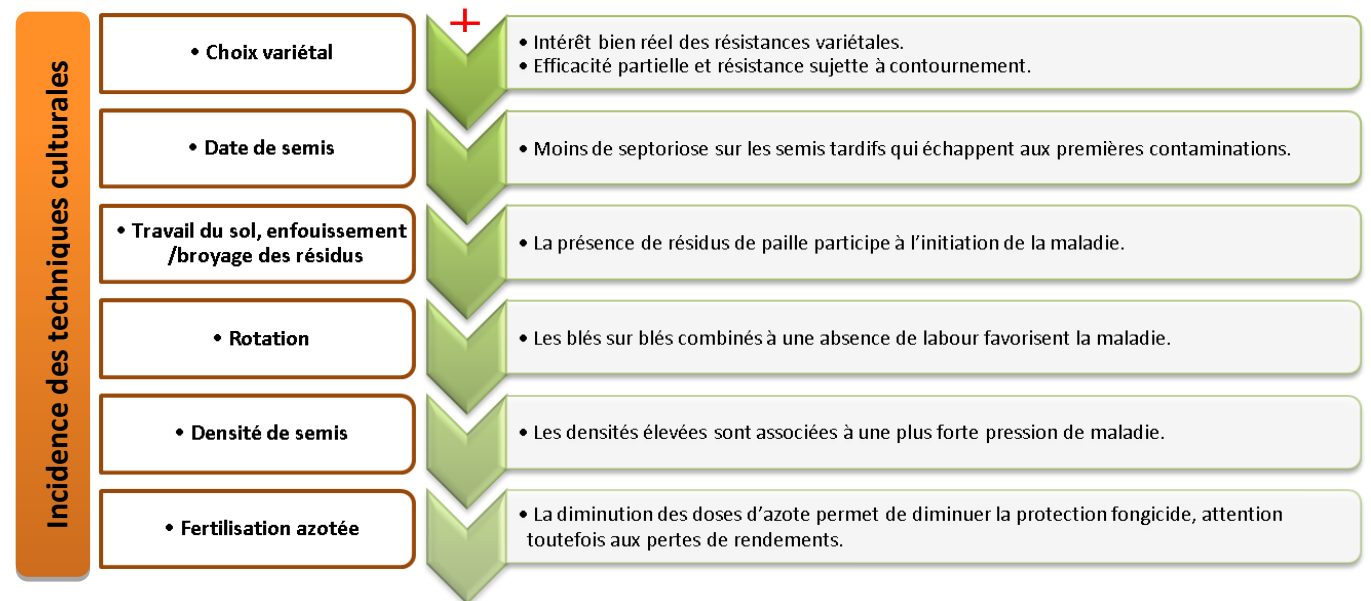 Incidence des techniques culturales
+
• Choix variétal
• Intérêt bien réel des résistances variétales.
• Efficacité partielle et résistance sujette à contournement.
• Date de semis
• Moins de septoriose sur les semis tardifs qui échappent aux premières contaminations.
• Travail du sol, enfouissement
/broyage des résidus
• La présence de résidus de paille participe à l’initiation de la maladie.
• Rotation
• Les blés sur blés combinés à une absence de labour favorisent la maladie.
• Densité de semis
• Les densités élevées sont associées à une plus forte pression de maladie.
• Fertilisation azotée
• La diminution des doses d’azote permet de diminuer la protection fongicide, attention
toutefois aux pertes de rendements.